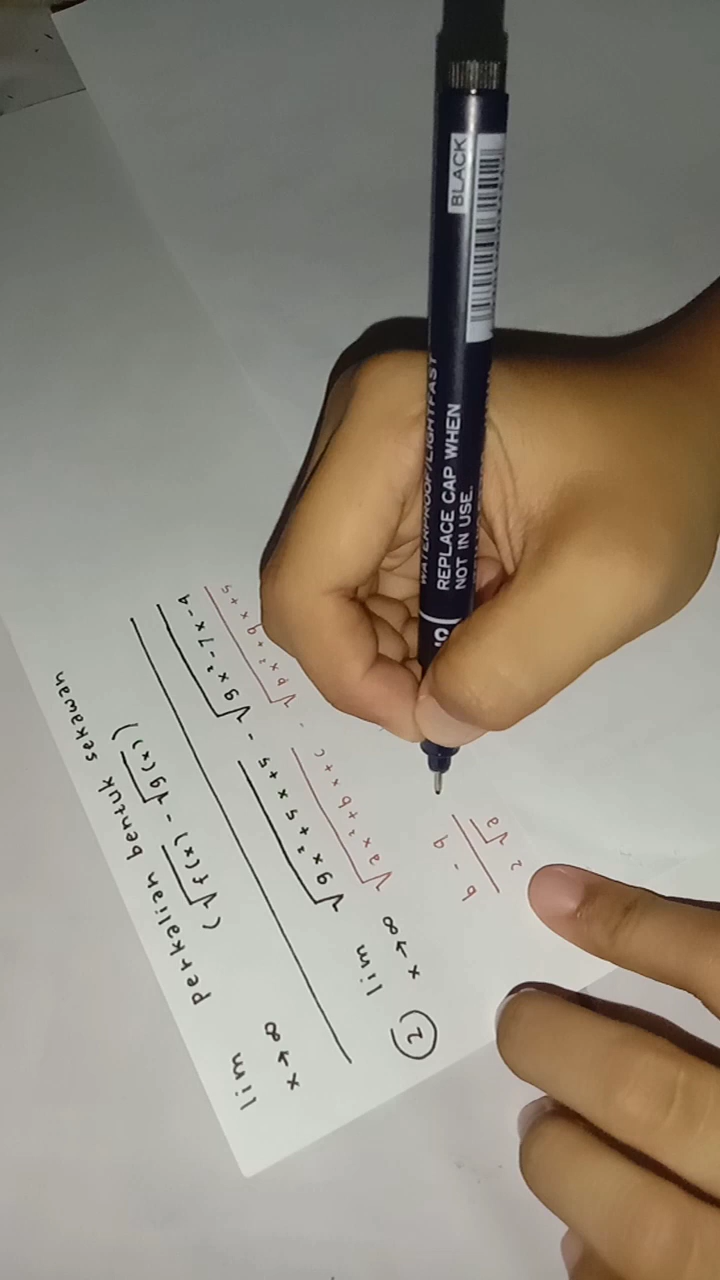 Perkalian bentuk sekawan
lim (√f(x) - √g(x))
x→∞
② lim √9x²+5x+5 - √9x²-7x-4
x→∞
√ax²+bx+c - √px²+qx+5
b - q
2√a
BLACK
WATERPROOF/LIGHTFAST
REPLACE CAP WHEN
NOT IN USE.